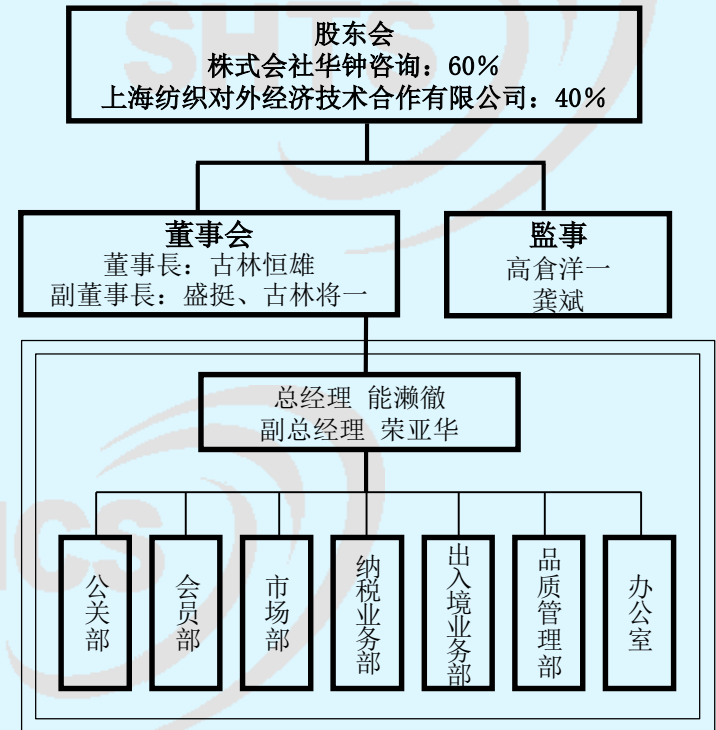 股东会
株式会社华钟咨询：60%
上海纺织对外经济技术合作有限公司：40%
董事会
董事長：古林恒雄
副董事長：盛挺、古林将一
監事
高倉洋一
龚斌
总经理 能濑徹
副总经理 荣亚华
公关部
会员部
市场部
纳税业务部
出入境业务部
品质管理部
办公室
SHTS
ICS